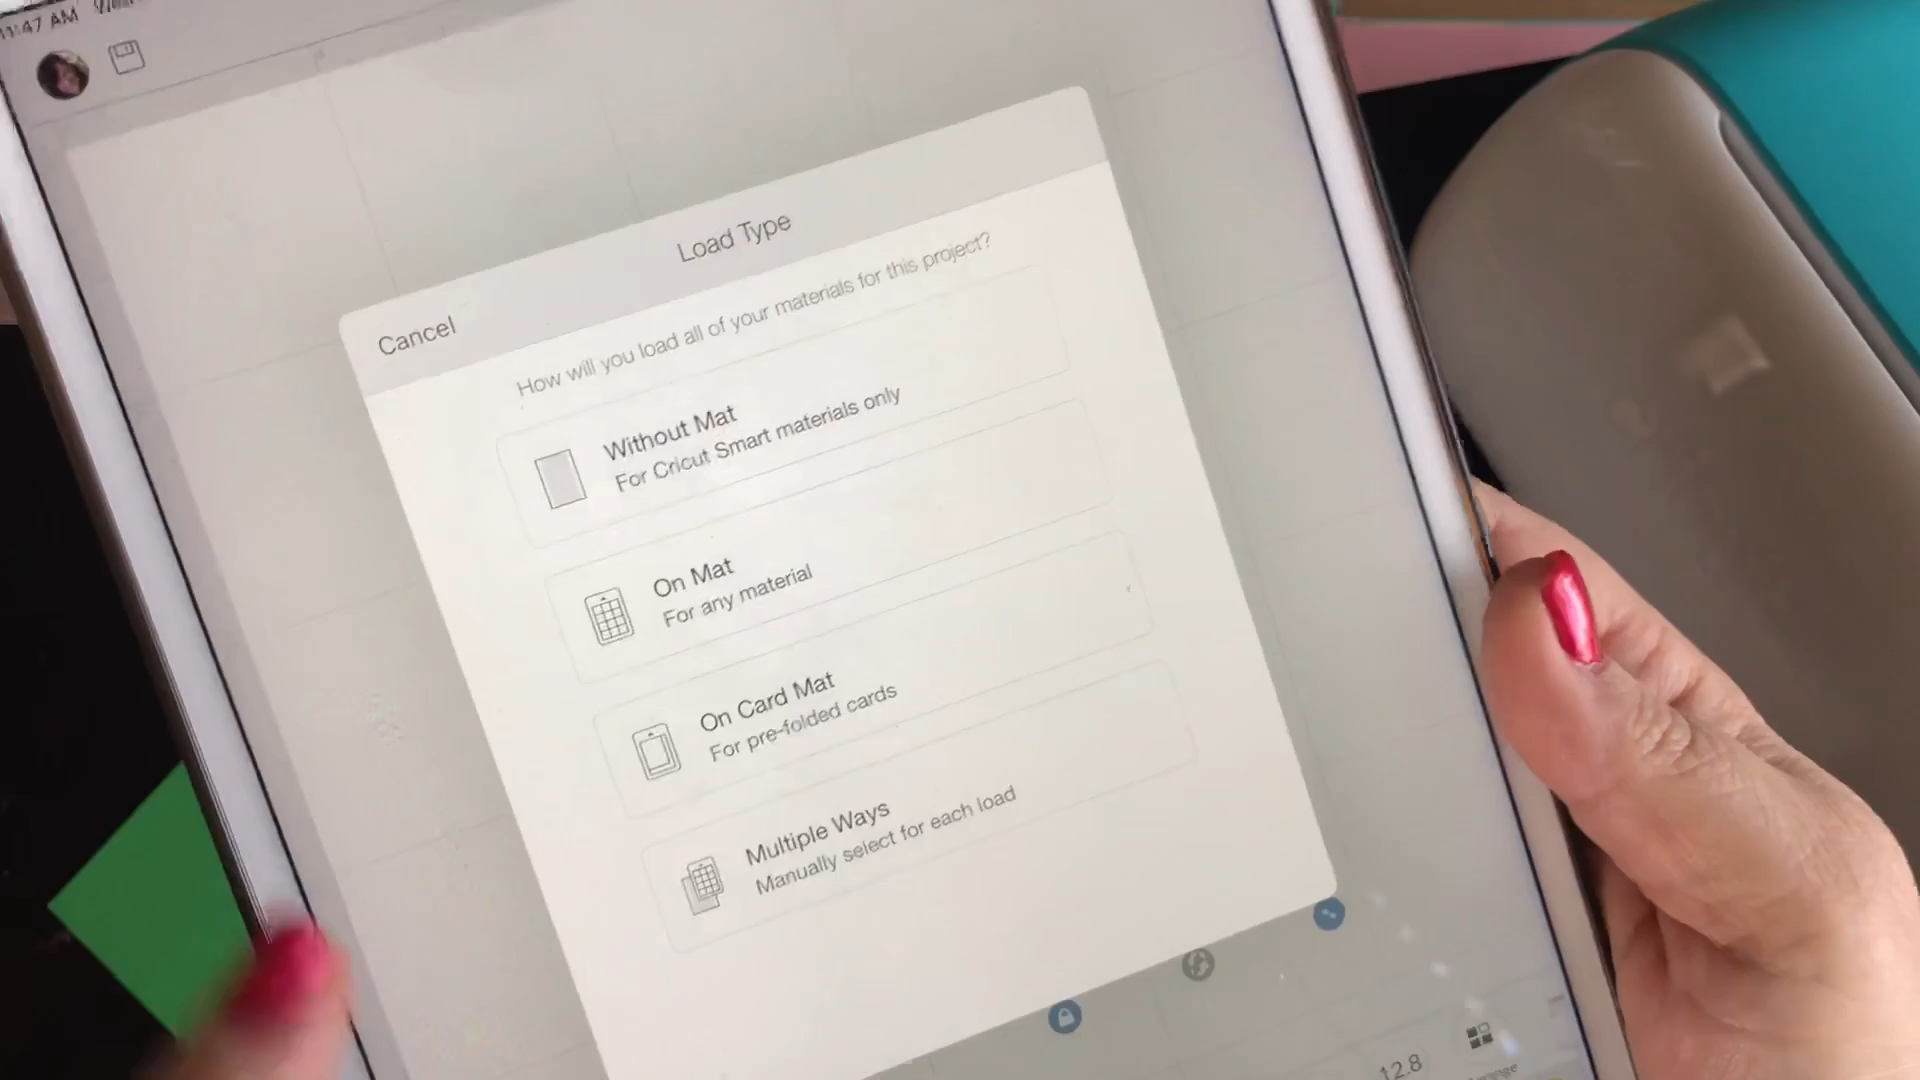 11:47 AM
Load Type
Cancel
How will you load all of your materials for this project?
Without Mat
For Cricut Smart materials only
On Mat
For any material
On Card Mat
For pre-folded cards
Multiple Ways
Manually select for each load
12.8